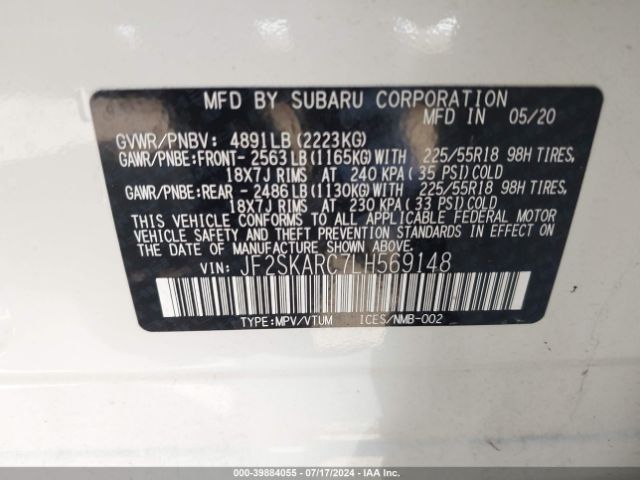 MFD BY SUBARU CORPORATION
MFD IN 05/20
GVWR/PNBV: 4891LB (2223KG)
GAWR/PNBE:FRONT- 2563LB(1165KG)WITH 225/55R18 98H TIRES,
18X7J RIMS AT 240 KPA(35 PSI)COLD
GAWR/PNBE:REAR - 2486LB(1130KG)WITH 225/55R18 98H TIRES,
18X7J RIMS AT 230 KPA(33 PSI)COLD
THIS VEHICLE CONFORMS TO ALL APPLICABLE FEDERAL MOTOR
VEHICLE SAFETY AND THEFT PREVENTION STANDARDS IN EFFECT
ON THE DATE OF MANUFACTURE SHOWN ABOVE.
VIN: JF2SKARC7LH569148
TYPE:MPV/VTUM ICES/NMB-002
000-39884055 - 07/17/2024 - IAA Inc.